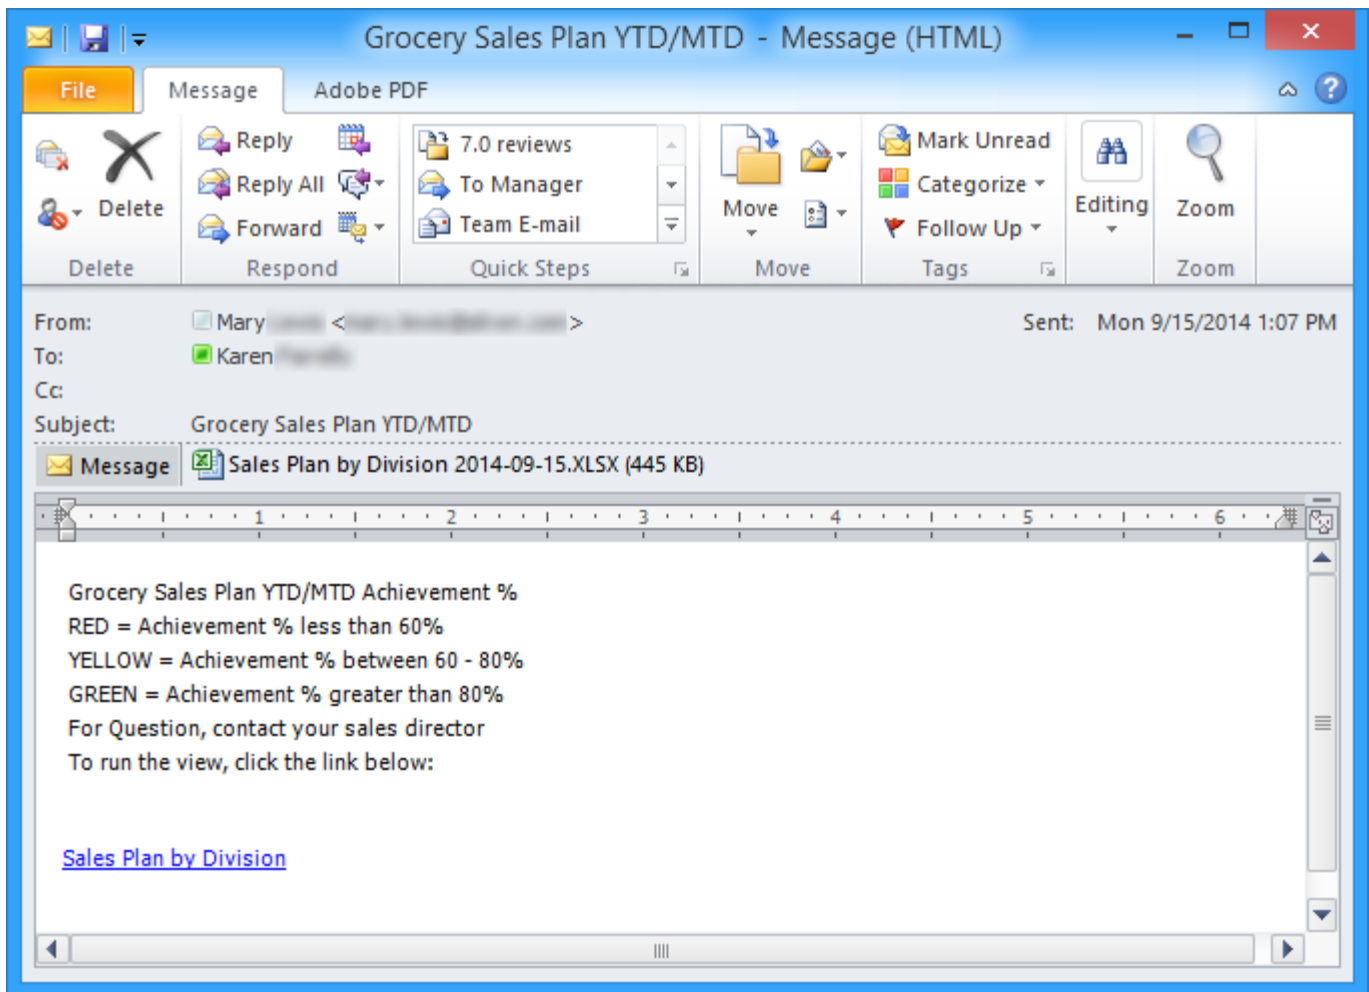 Grocery Sales Plan YTD/MTD - Message (HTML)
File Message Adobe PDF
Delete
Reply
Reply All
Forward
7.0 reviews
To Manager
Team E-mail
Move
Mark Unread
Categorize
Follow Up
Editing
Zoom
Delete Respond Quick Steps Move Tags Zoom
From: Mary < > Sent: Mon 9/15/2014 1:07 PM
To: Karen
Cc:
Subject: Grocery Sales Plan YTD/MTD
Message Sales Plan by Division 2014-09-15.XLSX (445 KB)
1 2 3 4 5 6
Grocery Sales Plan YTD/MTD Achievement %
RED = Achievement % less than 60%
YELLOW = Achievement % between 60 - 80%
GREEN = Achievement % greater than 80%
For Question, contact your sales director
To run the view, click the link below:
Sales Plan by Division